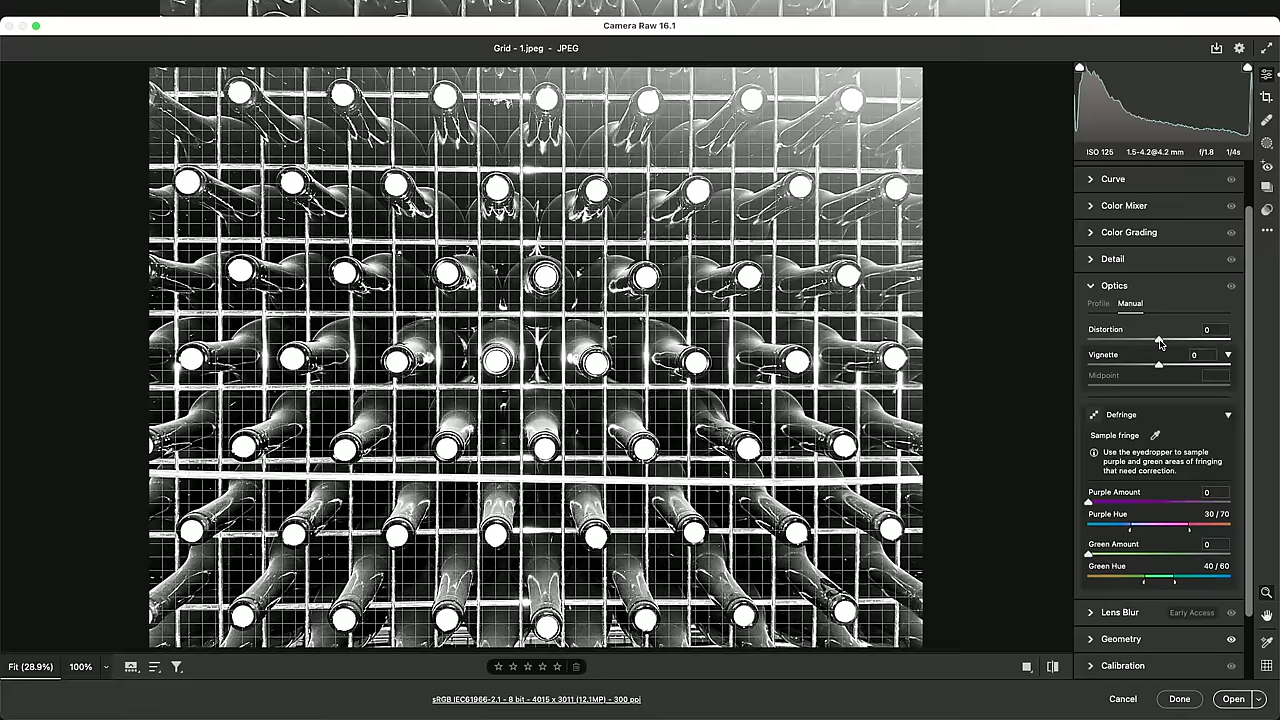 Camera Raw 16.1
Grid - 1.jpeg - JPEG
ISO 125 1.5-4.2@4.2 mm f/1.8 1/4s
Curve
Color Mixer
Color Grading
Detail
Optics
Profile Manual
Distortion 0
Vignette 0
Midpoint
Defringe
Sample fringe
Use the eyedropper to sample
purple and green areas of fringing
that need correction.
Purple Amount 0
Purple Hue 30 / 70
Green Amount 0
Green Hue 40 / 60
Lens Blur Early Access
Geometry
Calibration
Fit (28.9%) 100%
sRGB IEC61966-2.1 - 8 bit - 4015 x 3011 (12.1MP) - 300 ppi
Cancel Done Open